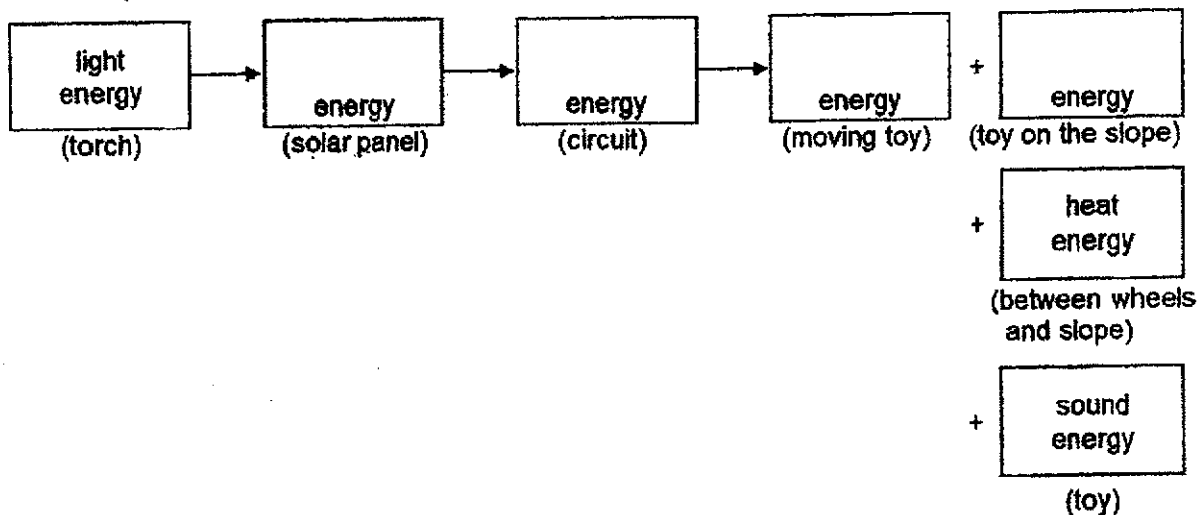 light
energy
(torch)
energy
(solar panel)
energy
(circuit)
energy
(moving toy)
+
energy
(toy on the slope)
+
heat
energy
(between wheels
and slope)
+
sound
energy
(toy)